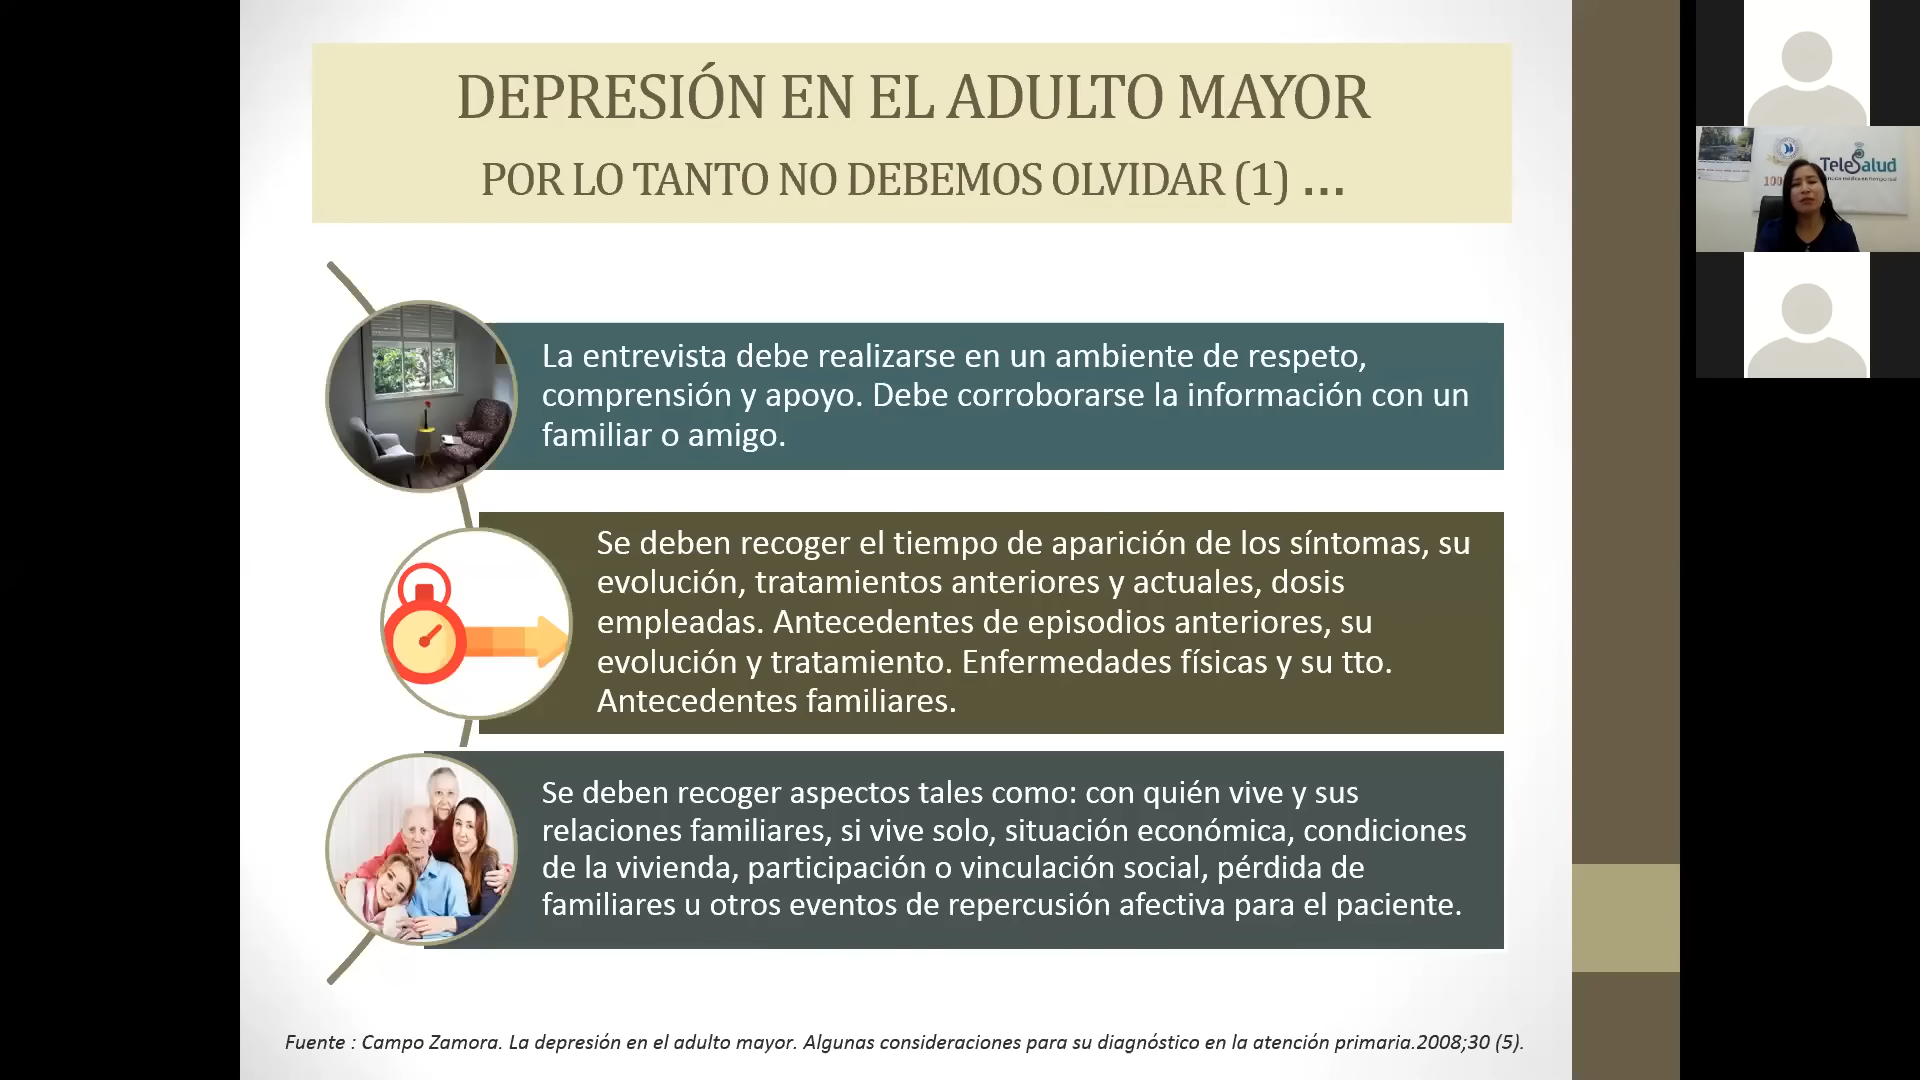 DEPRESIÓN EN EL ADULTO MAYOR
POR LO TANTO NO DEBEMOS OLVIDAR (1) ...
La entrevista debe realizarse en un ambiente de respeto,
comprensión y apoyo. Debe corroborarse la información con un
familiar o amigo.
Se deben recoger el tiempo de aparición de los síntomas, su
evolución, tratamientos anteriores y actuales, dosis
empleadas. Antecedentes de episodios anteriores, su
evolución y tratamiento. Enfermedades físicas y su tto.
Antecedentes familiares.
Se deben recoger aspectos tales como: con quién vive y sus
relaciones familiares, si vive solo, situación económica, condiciones
de la vivienda, participación o vinculación social, pérdida de
familiares u otros eventos de repercusión afectiva para el paciente.
Fuente : Campo Zamora. La depresión en el adulto mayor. Algunas consideraciones para su diagnóstico en la atención primaria.2008;30 (5).
TeleSalud
100